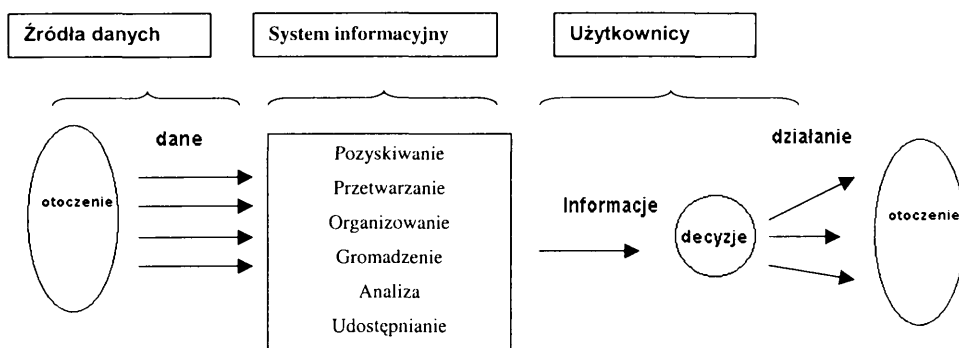 Źródła danych
System informacyjny
Użytkownicy
dane
działanie
otoczenie
Pozyskiwanie
Przetwarzanie
Organizowanie
Gromadzenie
Analiza
Udostępnianie
Informacje
decyzje
otoczenie